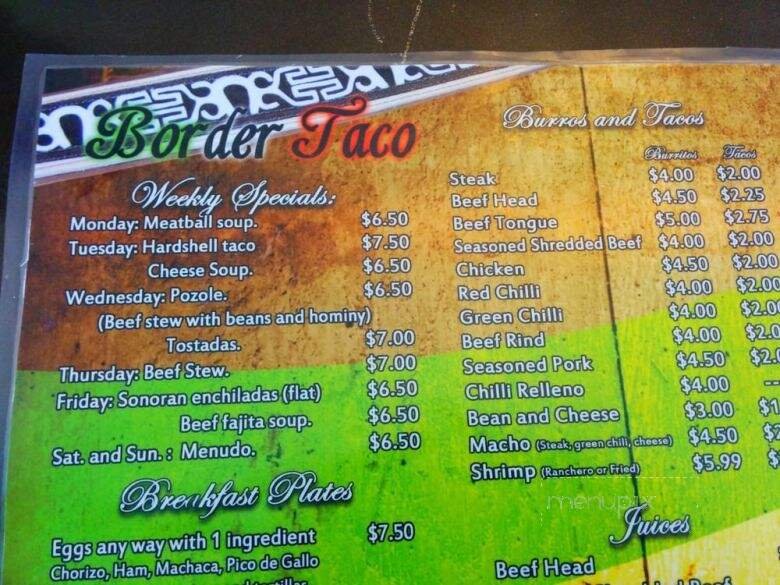 Border Taco
Weekly Specials:
Monday: Meatball soup. $6.50
Tuesday: Hardshell taco $7.50
Cheese Soup. $6.50
Wednesday: Pozole. $6.50
(Beef stew with beans and hominy)
Tostadas. $7.00
Thursday: Beef Stew. $7.00
Friday: Sonoran enchiladas (flat) $6.50
Beef fajita soup. $6.50
Sat. and Sun. : Menudo. $6.50
Breakfast Plates
Eggs any way with 1 ingredient $7.50
Chorizo, Ham, Machaca, Pico de Gallo
Burros and Tacos
Burritos Tacos
Steak $4.00 $2.00
Beef Head $4.50 $2.25
Beef Tongue $5.00 $2.75
Seasoned Shredded Beef $4.00 $2.00
Chicken $4.50 $2.00
Red Chilli $4.00 $2.00
Green Chilli $4.00
Beef Rind $4.00
Seasoned Pork $4.50
Chilli Relleno $4.00
Bean and Cheese $3.00
Macho (Steak, green chili, cheese) $4.50
Shrimp (Ranchero or Fried) $5.99
menupix
Juices
Beef Head